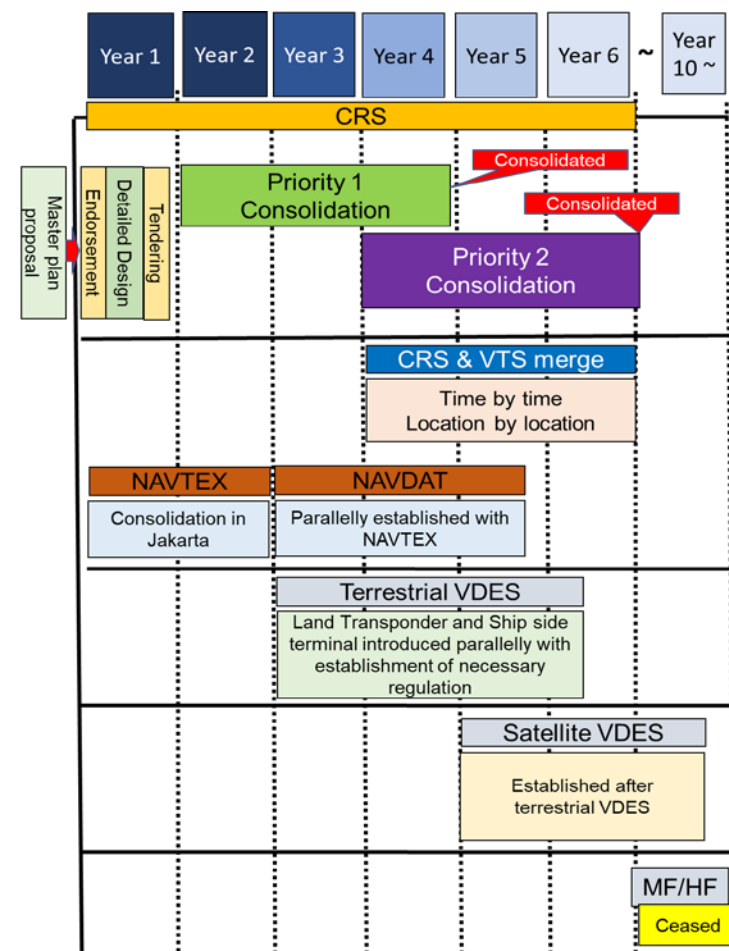 Year 1
Year 2
Year 3
Year 4
Year 5
Year 6
~
Year
10 ~
CRS
Master plan
proposal
Endorsement
Detailed Design
Tendering
Priority 1
Consolidation
Consolidated
Consolidated
Priority 2
Consolidation
CRS & VTS merge
Time by time
Location by location
NAVTEX
NAVDAT
Consolidation in
Jakarta
Parallelly established with
NAVTEX
Terrestrial VDES
Land Transponder and Ship side
terminal introduced parallelly with
establishment of necessary
regulation
Satellite VDES
Established after
terrestrial VDES
MF/HF
Ceased